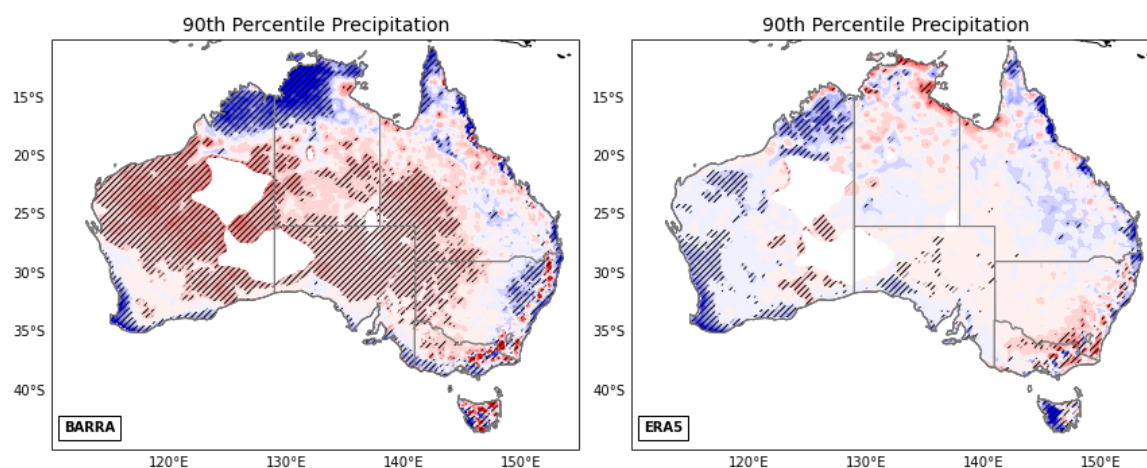 90th Percentile Precipitation
90th Percentile Precipitation
15°S
20°S
25°S
30°S
35°S
40°S
BARRA
120°E 130°E 140°E 150°E
15°S
20°S
25°S
30°S
35°S
40°S
ERA5
120°E 130°E 140°E 150°E